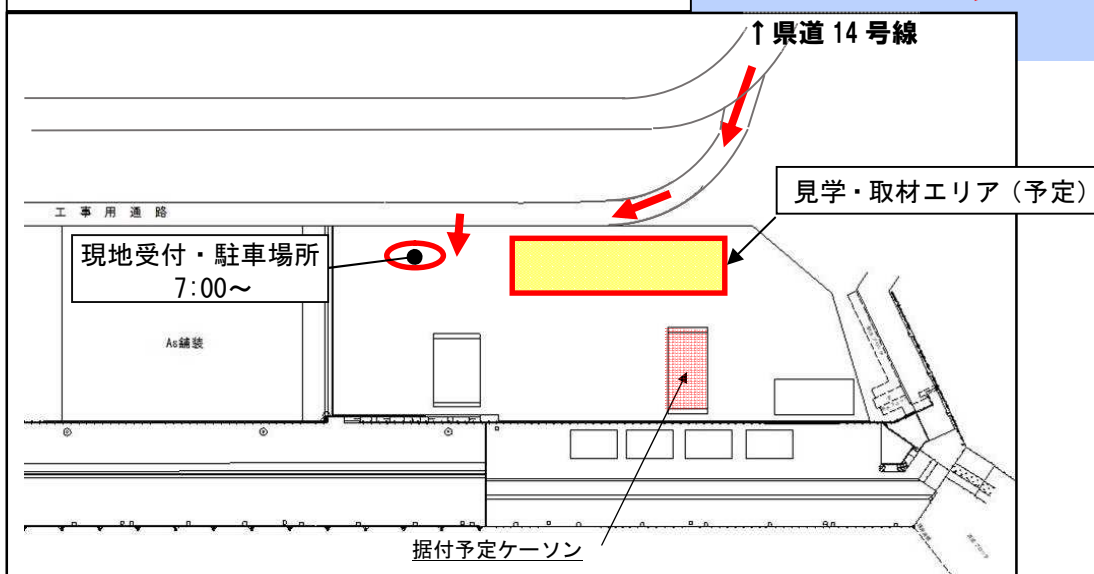 ↑県道 14 号線
見学・取材エリア（予定）
工事用通路
現地受付・駐車場所
7:00～
As舗装
据付予定ケーソン